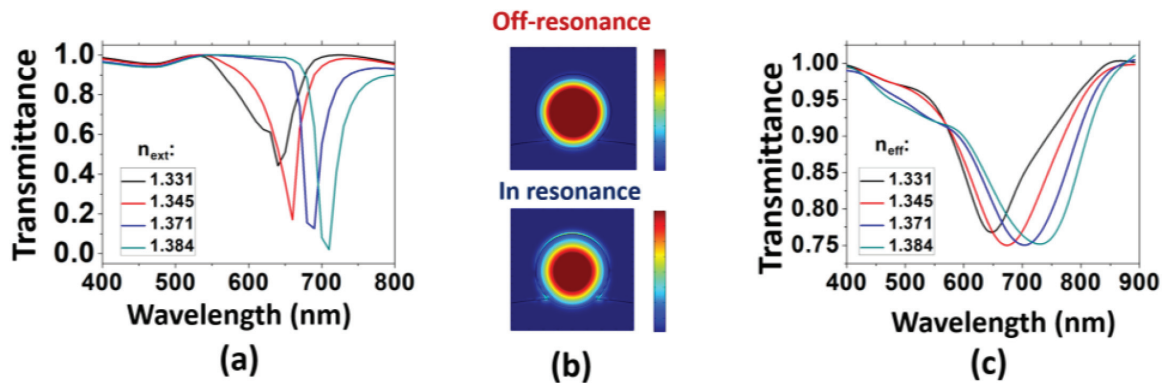 Transmittance
1.0
0.8
0.6
0.4
0.2
0.0
n_ext:
1.331
1.345
1.371
1.384
400 500 600 700 800
Wavelength (nm)
(a)
Off-resonance
In resonance
(b)
Transmittance
1.00
0.95
0.90
0.85
0.80
0.75
n_eff:
1.331
1.345
1.371
1.384
400 500 600 700 800 900
Wavelength (nm)
(c)